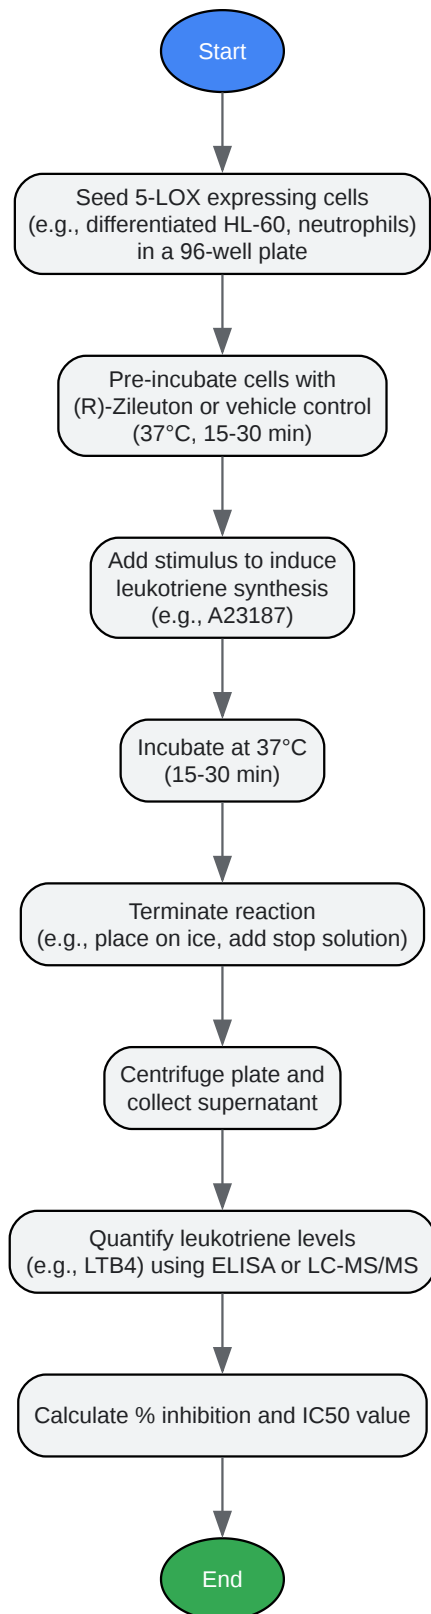 Start
Seed 5-LOX expressing cells
(e.g., differentiated HL-60, neutrophils)
in a 96-well plate
Pre-incubate cells with
(R)-Zileuton or vehicle control
(37°C, 15-30 min)
Add stimulus to induce
leukotriene synthesis
(e.g., A23187)
Incubate at 37°C
(15-30 min)
Terminate reaction
(e.g., place on ice, add stop solution)
Centrifuge plate and
collect supernatant
Quantify leukotriene levels
(e.g., LTB4) using ELISA or LC-MS/MS
Calculate % inhibition and IC50 value
End